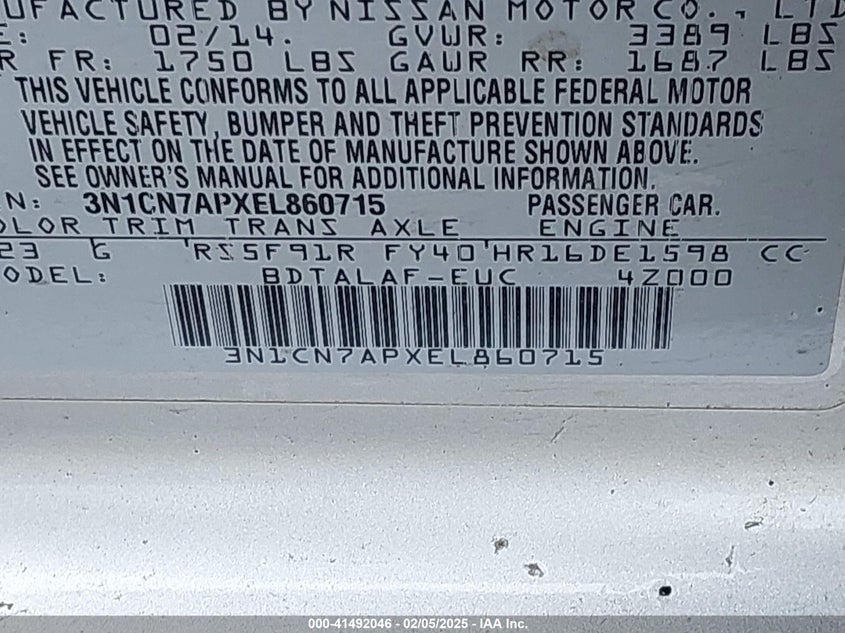 UFACTURED BY NISSAN MOTOR CO., LTD
E: 02/14. GVWR: 3389 LBS
R FR: 1750 LBS GAWR RR: 1687 LBS
THIS VEHICLE CONFORMS TO ALL APPLICABLE FEDERAL MOTOR
VEHICLE SAFETY, BUMPER AND THEFT PREVENTION STANDARDS
IN EFFECT ON THE DATE OF MANUFACTURE SHOWN ABOVE.
SEE OWNER'S MANUAL FOR ADDITIONAL INFORMATION.
N: 3N1CN7APXEL860715 PASSENGER CAR.
OLOR TRIM TRANS AXLE ENGINE
23 G RS5F91R FY40 HR16DE1598 CC
ODEL: BDTALAF-EUC 4Z000
3N1CN7APXEL860715
000-41492046 - 02/05/2025 - IAA Inc.